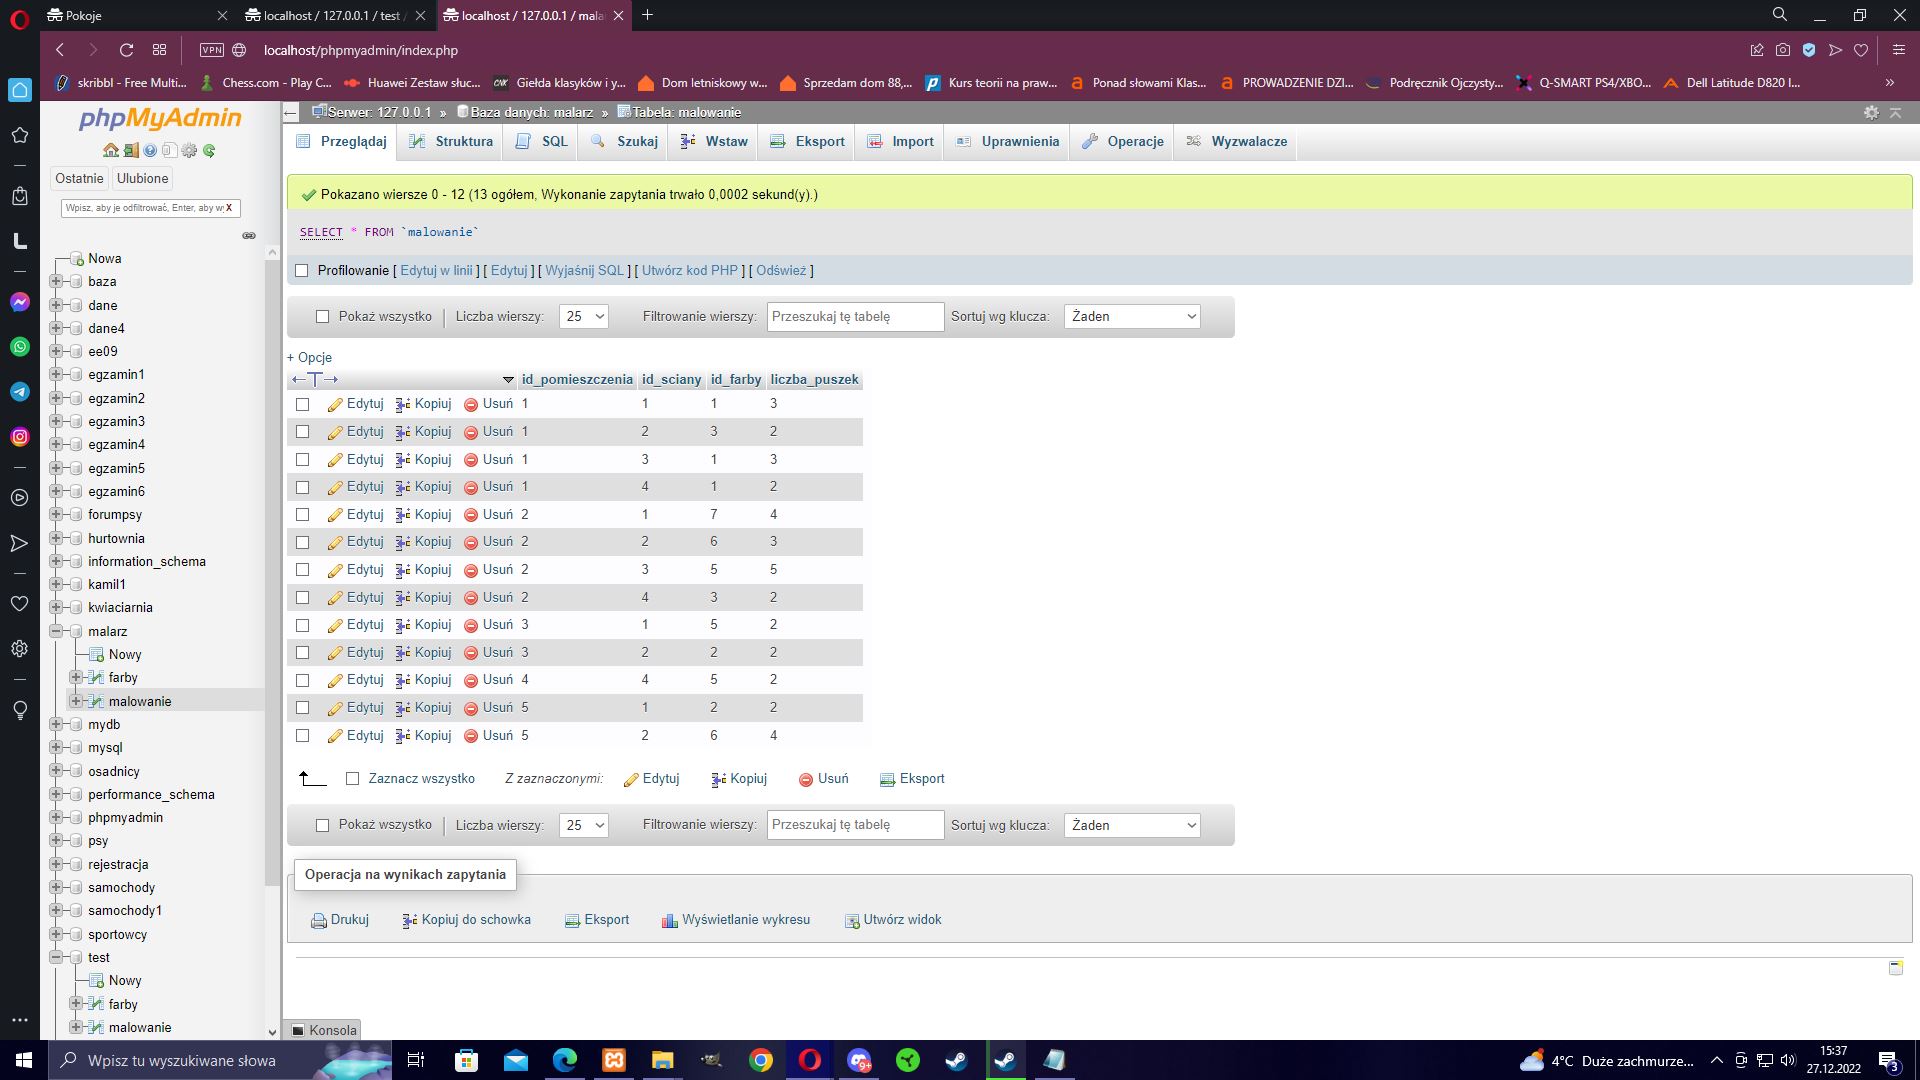 Pokoje
localhost / 127.0.0.1 / test
localhost / 127.0.0.1 / mala
VPN
localhost/phpmyadmin/index.php
skribbl - Free Multi...
Chess.com - Play C...
Huawei Zestaw słuc...
Giełda klasyków i y...
Dom letniskowy w...
Sprzedam dom 88,...
Kurs teorii na praw...
Ponad słowami Klas...
PROWADZENIE DZI...
Podręcznik Ojczysty...
Q-SMART PS4/XBO...
Dell Latitude D820 I...
phpMyAdmin
Ostatnie
Ulubione
Wpisz, aby je odfiltrować, Enter, aby wy
X
Nowa
baza
dane
dane4
ee09
egzamin1
egzamin2
egzamin3
egzamin4
egzamin5
egzamin6
forumpsy
hurtownia
information_schema
kamil1
kwiaciarnia
malarz
Nowy
farby
malowanie
mydb
mysql
osadnicy
performance_schema
phpmyadmin
psy
rejestracja
samochody
samochody1
sportowcy
test
Nowy
farby
malowanie
Serwer: 127.0.0.1 » Baza danych: malarz » Tabela: malowanie
Przeglądaj
Struktura
SQL
Szukaj
Wstaw
Eksport
Import
Uprawnienia
Operacje
Wyzwalacze
Pokazano wiersze 0 - 12 (13 ogółem, Wykonanie zapytania trwało 0,0002 sekund(y).)
SELECT * FROM `malowanie`
Profilowanie [ Edytuj w linii ] [ Edytuj ] [ Wyjaśnij SQL ] [ Utwórz kod PHP ] [ Odśwież ]
Pokaż wszystko | Liczba wierszy: 25 Filtrowanie wierszy: Przeszukaj tę tabelę Sortuj wg klucza: Żaden
+ Opcje
←T→ id_pomieszczenia id_sciany id_farby liczba_puszek
Edytuj Kopiuj Usuń 1 1 1 3
Edytuj Kopiuj Usuń 1 2 3 2
Edytuj Kopiuj Usuń 1 3 1 3
Edytuj Kopiuj Usuń 1 4 1 2
Edytuj Kopiuj Usuń 2 1 7 4
Edytuj Kopiuj Usuń 2 2 6 3
Edytuj Kopiuj Usuń 2 3 5 5
Edytuj Kopiuj Usuń 2 4 3 2
Edytuj Kopiuj Usuń 3 1 5 2
Edytuj Kopiuj Usuń 3 2 2 2
Edytuj Kopiuj Usuń 4 4 5 2
Edytuj Kopiuj Usuń 5 1 2 2
Edytuj Kopiuj Usuń 5 2 6 4
Zaznacz wszystko Z zaznaczonymi: Edytuj Kopiuj Usuń Eksport
Pokaż wszystko | Liczba wierszy: 25 Filtrowanie wierszy: Przeszukaj tę tabelę Sortuj wg klucza: Żaden
Operacja na wynikach zapytania
Drukuj Kopiuj do schowka Eksport Wyświetlanie wykresu Utwórz widok
Konsola
Wpisz tu wyszukiwane słowa
9+
4°C Duże zachmurze...
15:37
27.12.2022
3